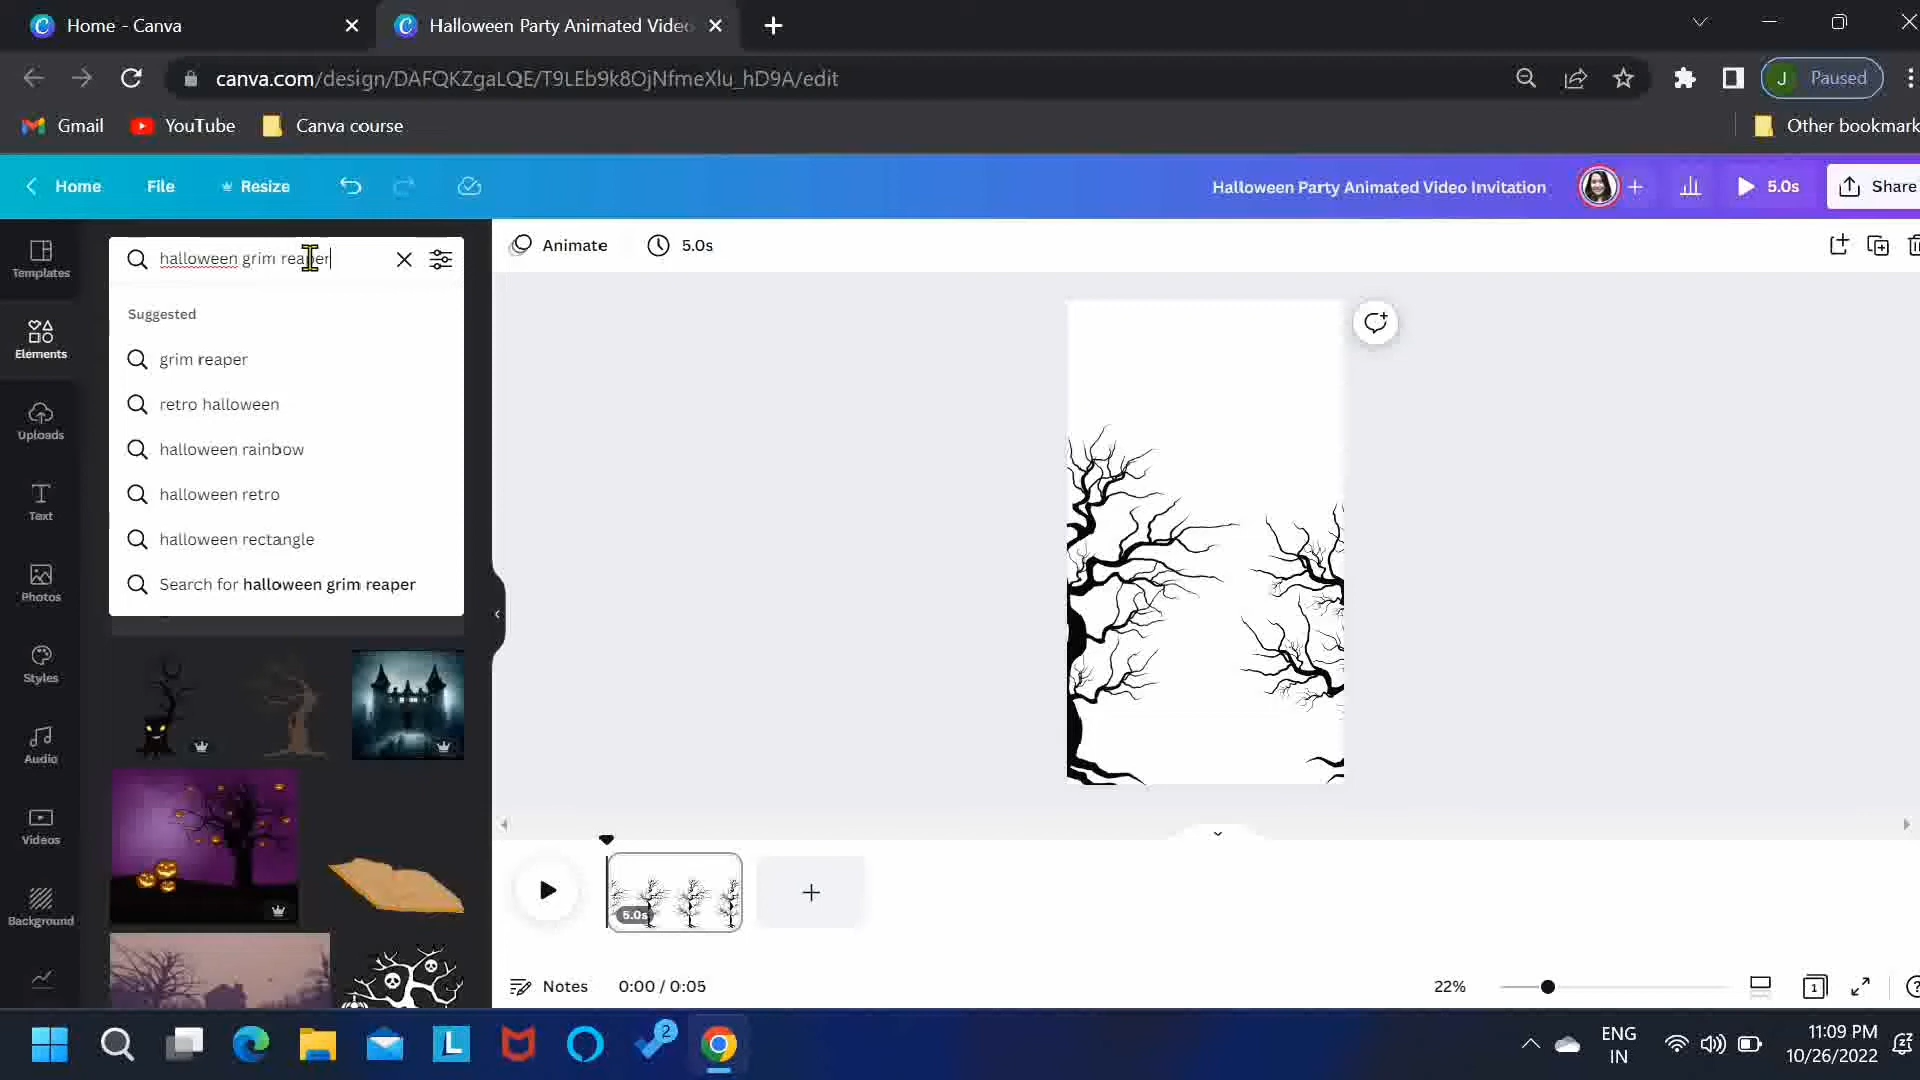 Home - Canva
Halloween Party Animated Vide
canva.com/design/DAFQKZgaLQE/T9LEb9k8OjNfmeXlu_hD9A/edit
J Paused
Gmail
YouTube
Canva course
Other bookmark
Home
File
Resize
Halloween Party Animated Video Invitation
5.0s
Share
Templates
Elements
Uploads
Text
Photos
Styles
Audio
Videos
Background
halloween grim reaper
Suggested
grim reaper
retro halloween
halloween rainbow
halloween retro
halloween rectangle
Search for halloween grim reaper
Animate
5.0s
5.0s
Notes
0:00 / 0:05
22%
1
2
ENG
IN
11:09 PM
10/26/2022